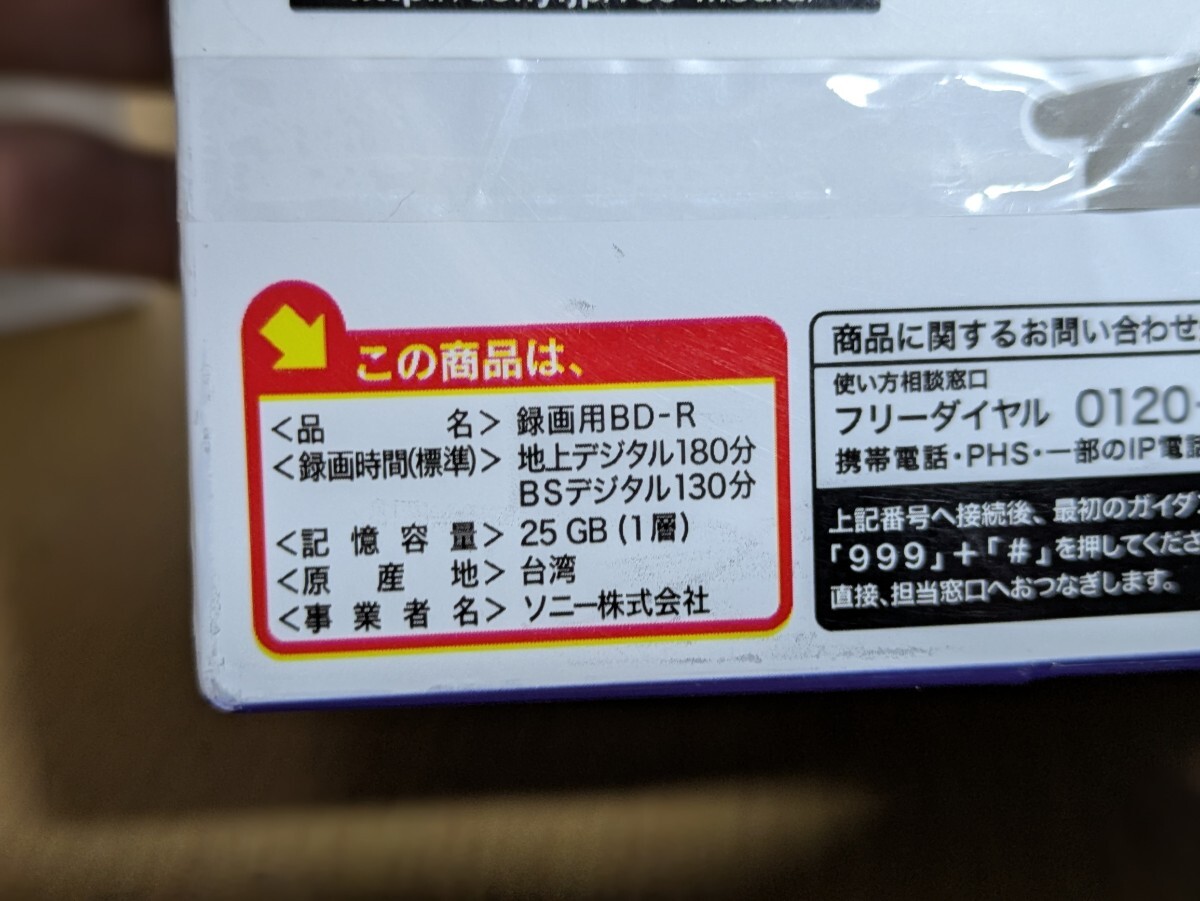 この商品は、
<品名> 録画用BD-R
<録画時間(標準)> 地上デジタル180分
BSデジタル130分
<記憶容量> 25 GB (1層)
<原産地> 台湾
<事業者名> ソニー株式会社
商品に関するお問い合わせ
使い方相談窓口
フリーダイヤル 0120-
携帯電話・PHS・一部のIP電話
上記番号へ接続後、最初のガイダ
「999」+「#」を押してくださ
直接、担当窓口へおつなぎします。